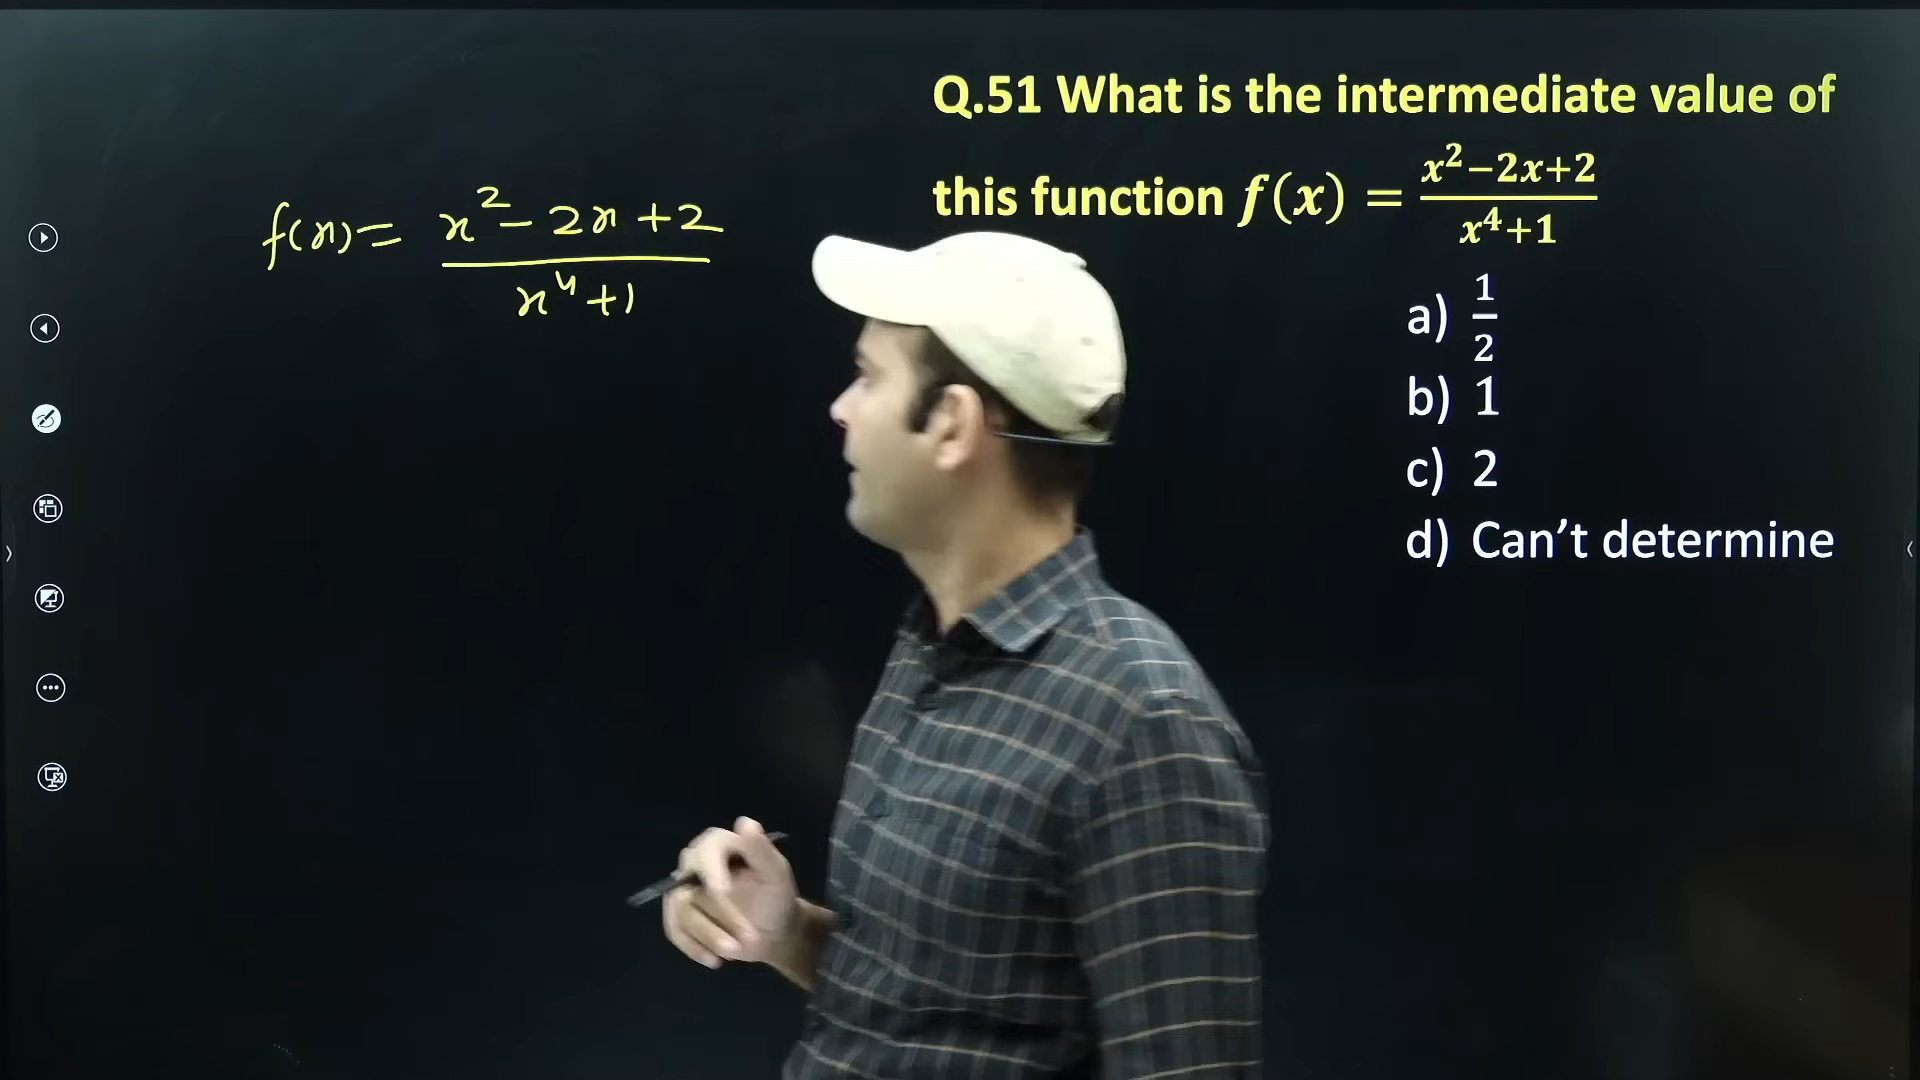 Q.51 What is the intermediate value of
this function f(x) = (x²−2x+2)/(x⁴+1)
a) 1/2
b) 1
c) 2
d) Can’t determine
f(x) = (x²−2x+2)/(x⁴+1)